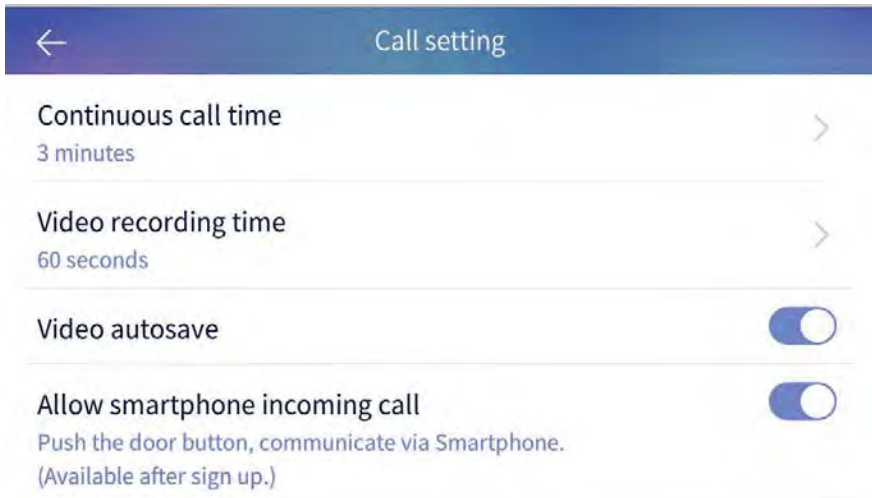 Call setting
Continuous call time
3 minutes
Video recording time
60 seconds
Video autosave
Allow smartphone incoming call
Push the door button, communicate via Smartphone.
(Available after sign up.)